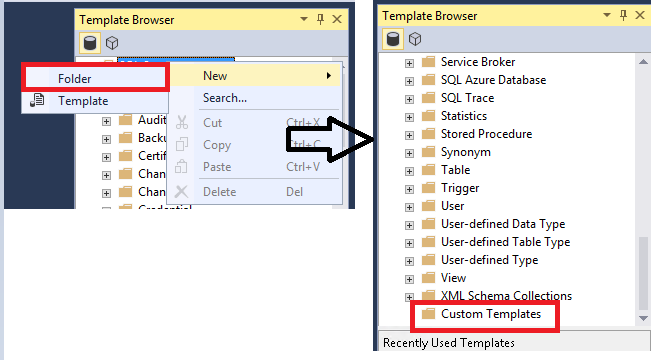 Template Browser
Folder
Template
New
Search...
Cut Ctrl+X
Copy Ctrl+C
Paste Ctrl+V
Delete Del
Audit
Backu
Certif
Chan
Chan
Credential
Template Browser
Service Broker
SQL Azure Database
SQL Trace
Statistics
Stored Procedure
Synonym
Table
Trigger
User
User-defined Data Type
User-defined Table Type
User-defined Type
View
XML Schema Collections
Custom Templates
Recently Used Templates